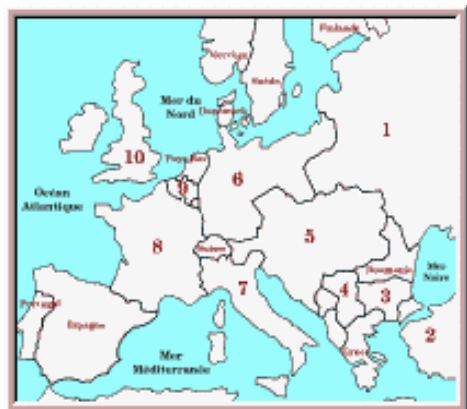 Finlande
Norvège
Suède
Mer du
Nord
Danemark
1
10
Pays Bas
9
6
Océan
Atlantique
5
8
Suisse
Mer
Noire
Roumanie
7
4
3
Portugal
Espagne
2
Grèce
Mer
Méditerranée